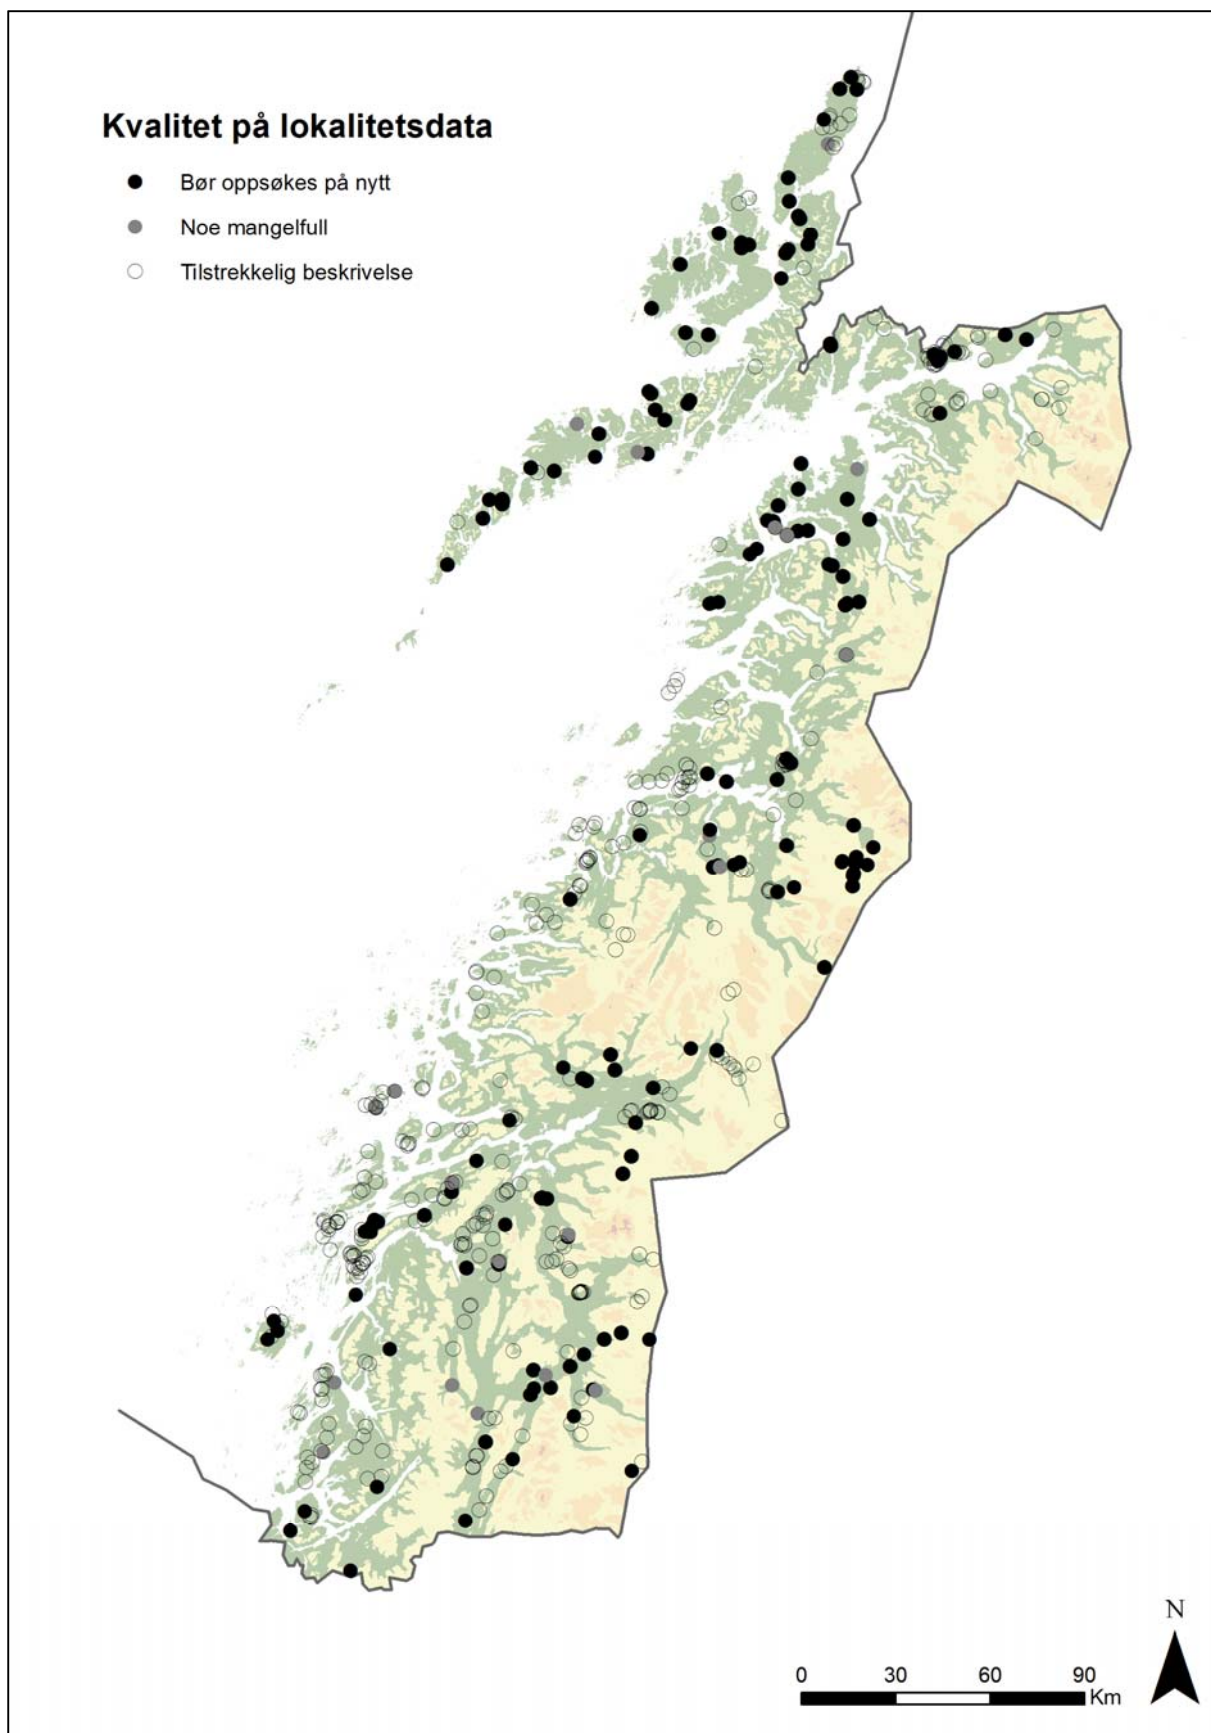 Kvalitet på lokalitetsdata
Bør oppsøkes på nytt
Noe mangelfull
Tilstrekkelig beskrivelse
N
0 30 60 90
Km